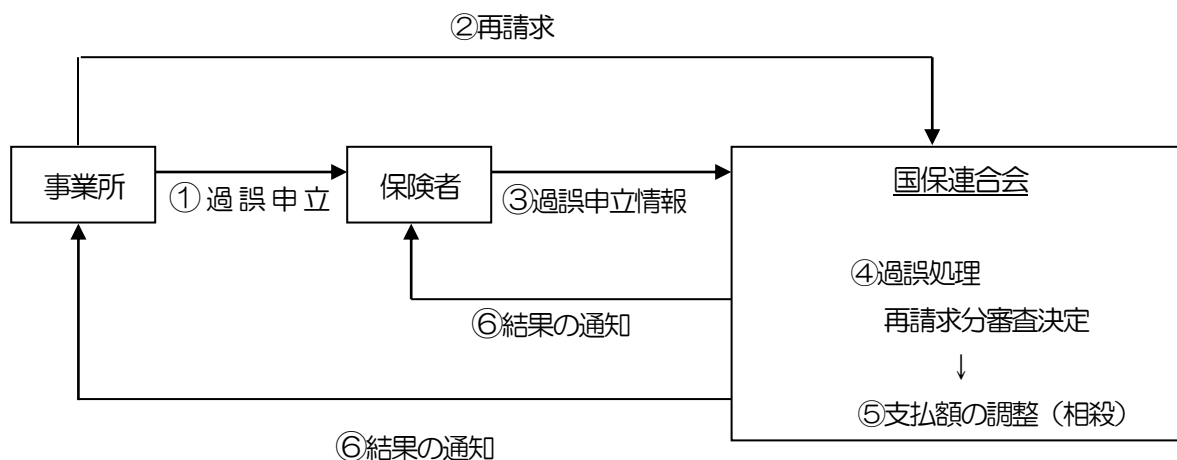 ②再請求
事業所
①過誤申立
保険者
③過誤申立情報
国保連合会
④過誤処理
再請求分審査決定
↓
⑤支払額の調整（相殺）
⑥結果の通知
⑥結果の通知